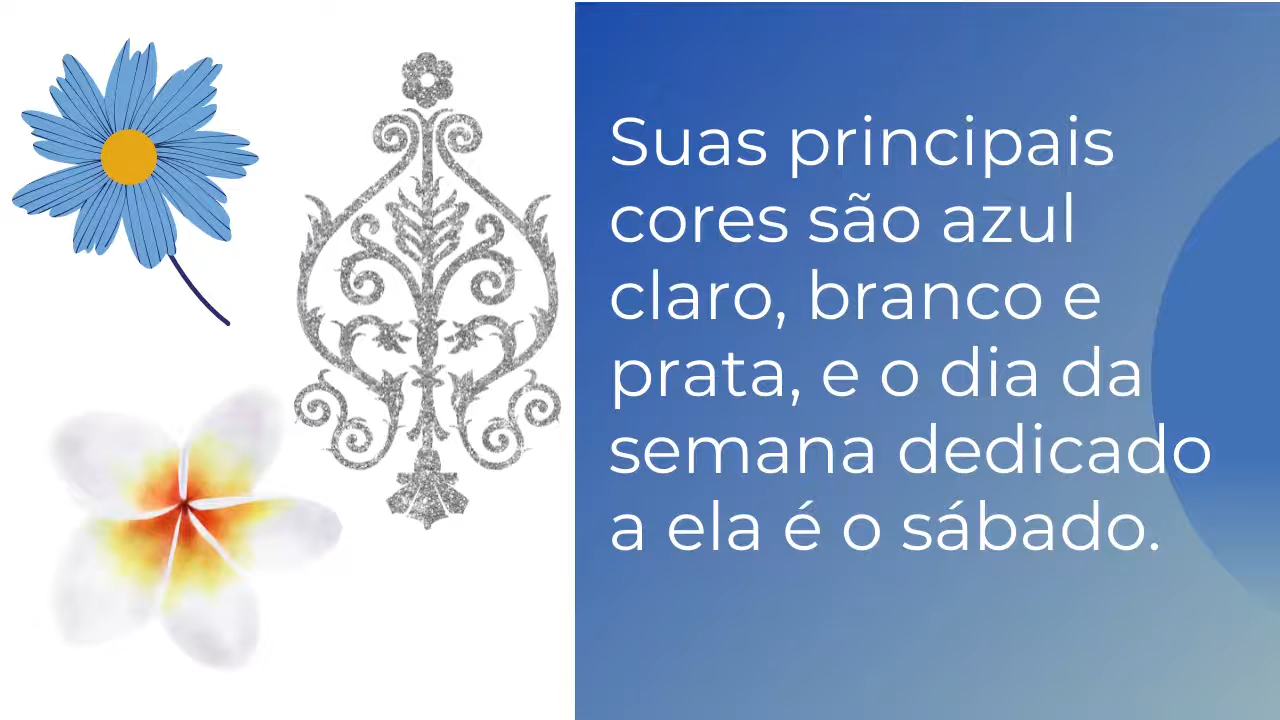 Suas principais
cores são azul
claro, branco e
prata, e o dia da
semana dedicado
a ela é o sábado.